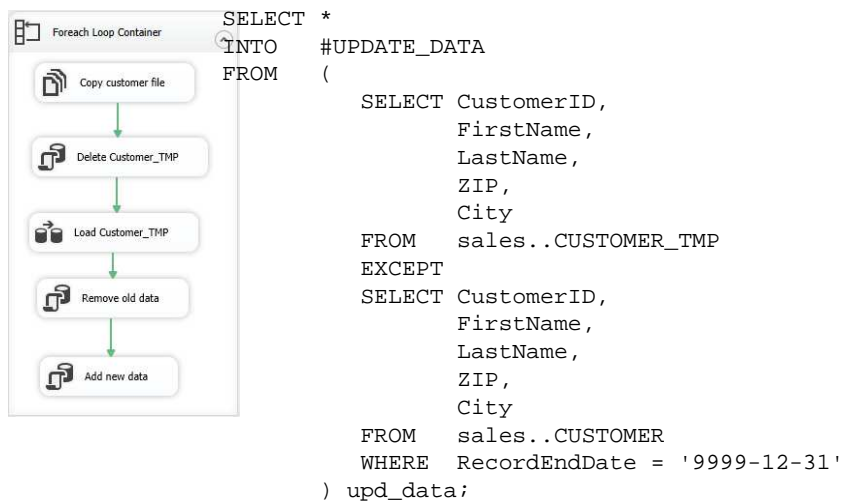 Foreach Loop Container
Copy customer file
Delete Customer_TMP
Load Customer_TMP
Remove old data
Add new data
SELECT *
INTO #UPDATE_DATA
FROM (
SELECT CustomerID,
FirstName,
LastName,
ZIP,
City
FROM sales..CUSTOMER_TMP
EXCEPT
SELECT CustomerID,
FirstName,
LastName,
ZIP,
City
FROM sales..CUSTOMER
WHERE RecordEndDate = '9999-12-31'
) upd_data;